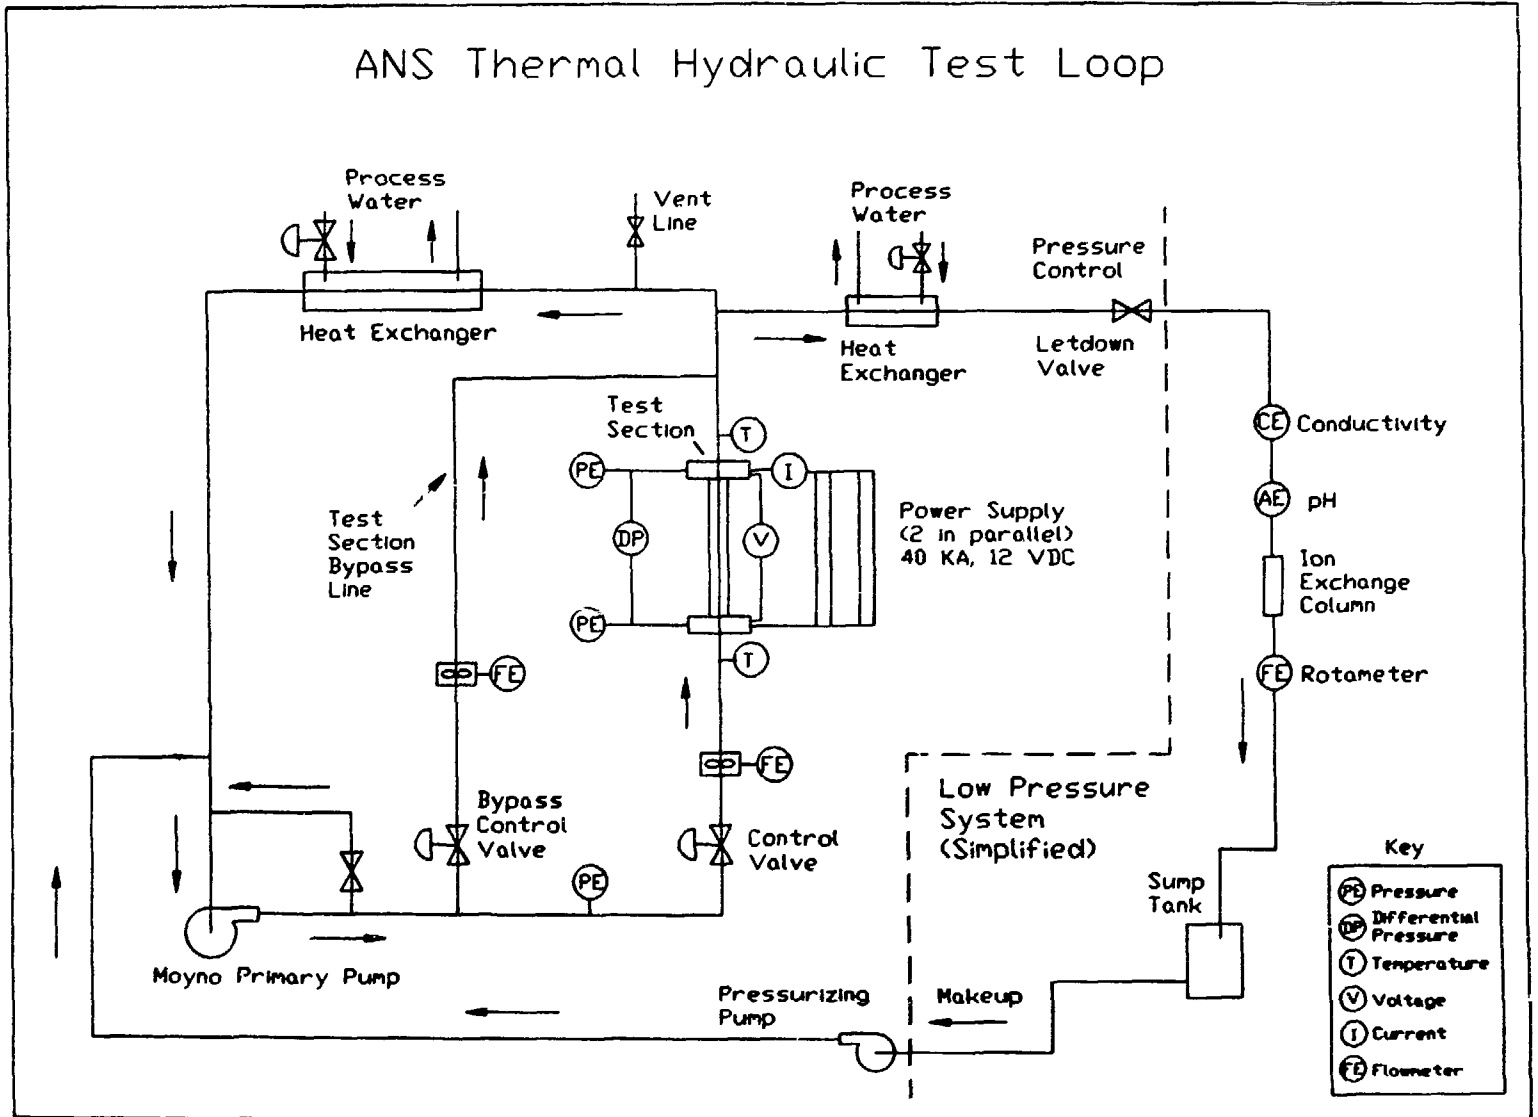 ANS Thermal Hydraulic Test Loop
Process
Water
Vent
Line
Process
Water
Pressure
Control
Heat Exchanger
Heat
Exchanger
Letdown
Valve
Test
Section
T
CE Conductivity
PE
I
AE pH
Test
Section
Bypass
Line
DP
V
Power Supply
(2 in parallel)
40 KA, 12 VDC
Ion
Exchange
Column
PE
T
FE
FE Rotameter
FE
Bypass
Control
Valve
PE
Control
Valve
Low Pressure
System
(Simplified)
Sump
Tank
Moyno Primary Pump
Pressurizing
Pump
Makeup
Key
PE Pressure
DP Differential
Pressure
T Temperature
V Voltage
I Current
FE Flowmeter